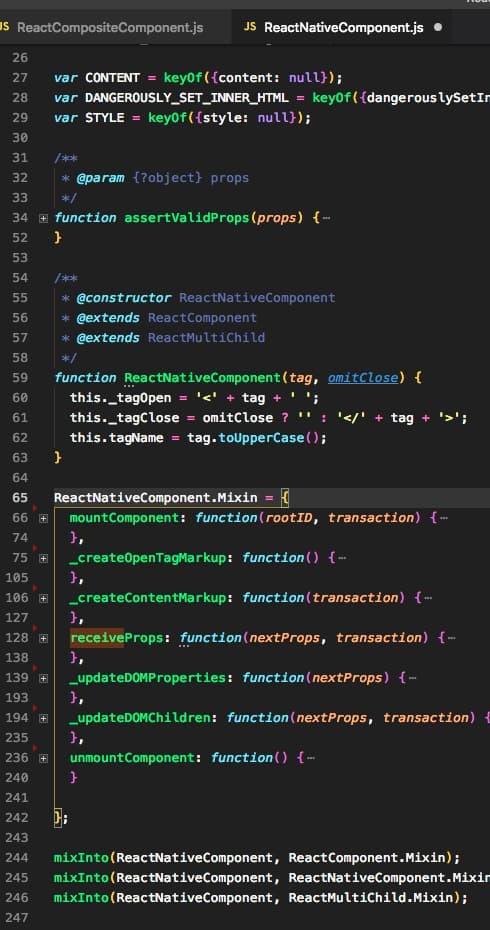 JS ReactCompositeComponent.js JS ReactNativeComponent.js
26
27 var CONTENT = keyOf({content: null});
28 var DANGEROUSLY_SET_INNER_HTML = keyOf({dangerouslySetIn
29 var STYLE = keyOf({style: null});
30
31 /**
32 * @param {?object} props
33 */
34 function assertValidProps(props) {…
52 }
53
54 /**
55 * @constructor ReactNativeComponent
56 * @extends ReactComponent
57 * @extends ReactMultiChild
58 */
59 function ReactNativeComponent(tag, omitClose) {
60 this._tagOpen = '<' + tag + ' ';
61 this._tagClose = omitClose ? '' : '</' + tag + '>';
62 this.tagName = tag.toUpperCase();
63 }
64
65 ReactNativeComponent.Mixin = {
66 mountComponent: function(rootID, transaction) {…
74 },
75 _createOpenTagMarkup: function() {…
105 },
106 _createContentMarkup: function(transaction) {…
127 },
128 receiveProps: function(nextProps, transaction) {…
138 },
139 _updateDOMProperties: function(nextProps) {…
193 },
194 _updateDOMChildren: function(nextProps, transaction) {
235 },
236 unmountComponent: function() {…
240 }
241
242 };
243
244 mixInto(ReactNativeComponent, ReactComponent.Mixin);
245 mixInto(ReactNativeComponent, ReactNativeComponent.Mixin
246 mixInto(ReactNativeComponent, ReactMultiChild.Mixin);
247